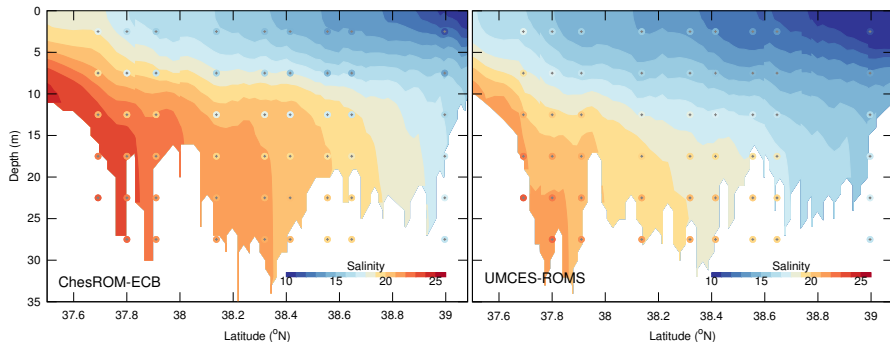 0
5
10
15
20
25
30
35
Depth (m)
ChesROM-ECB
Salinity
10 15 20 25
37.6 37.8 38 38.2 38.4 38.6 38.8 39
Latitude (°N)
UMCES-ROMS
Salinity
10 15 20 25
37.6 37.8 38 38.2 38.4 38.6 38.8 39
Latitude (°N)